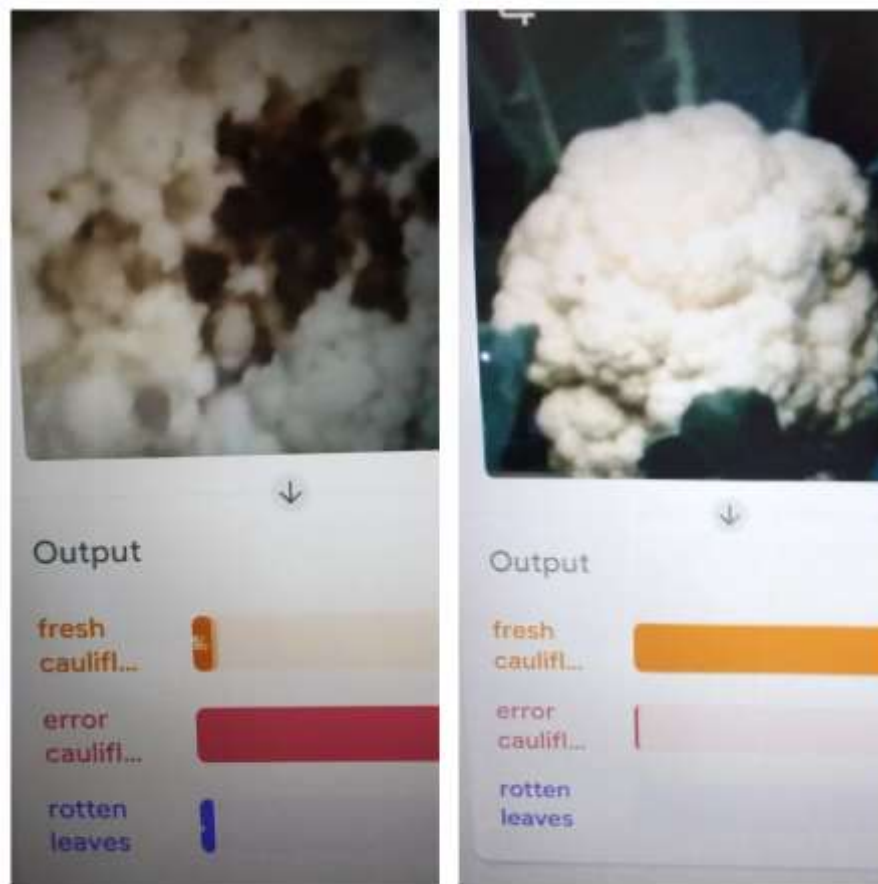 Output
fresh
caulifl...
error
caulifl...
rotten
leaves
Output
fresh
caulifl...
error
caulifl...
rotten
leaves